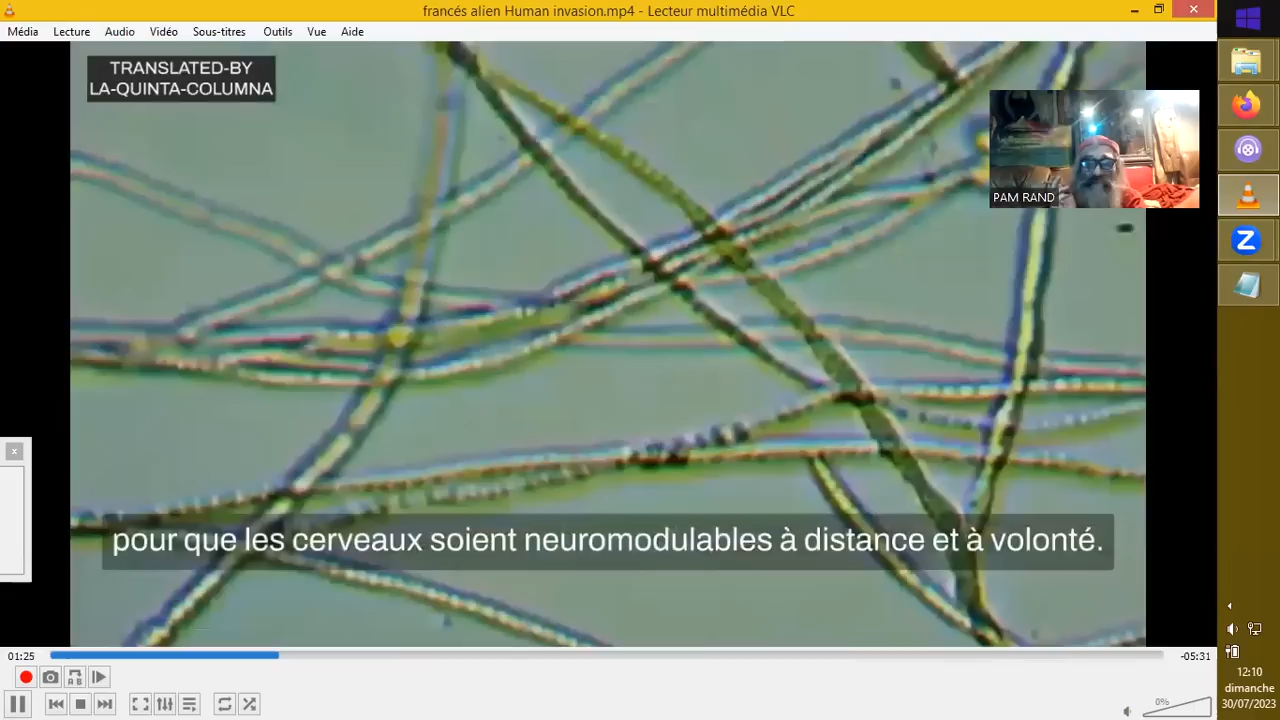 francés alien Human invasion.mp4 - Lecteur multimédia VLC
Média Lecture Audio Vidéo Sous-titres Outils Vue Aide
TRANSLATED-BY
LA-QUINTA-COLUMNA
PAM RAND
pour que les cerveaux soient neuromodulables à distance et à volonté.
01:25
-05:31
0%
12:10
dimanche
30/07/2023